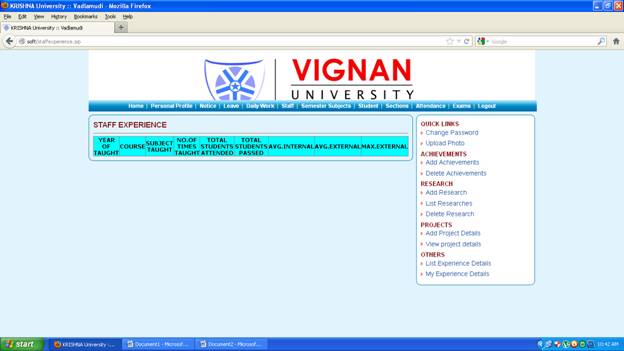 KRISHNA University :: Vadlamudi - Mozilla Firefox
File Edit View History Bookmarks Tools Help
KRISHNA University :: Vadlamudi
soft/staffexperience.jsp
Google
VIGNAN
UNIVERSITY
Home | Personal Profile | Notice | Leave | Daily Work | Staff | Semester Subjects | Student | Sections | Attendance | Exams | Logout
STAFF EXPERIENCE
YEAR OF TAUGHT COURSE SUBJECT TAUGHT NO.OF TIMES TAUGHT TOTAL STUDENTS ATTENDED TOTAL STUDENTS PASSED AVG.INTERNAL AVG.EXTERNAL MAX.EXTERNAL
QUICK LINKS
Change Password
Upload Photo
ACHIEVEMENTS
Add Achievements
Delete Achievements
RESEARCH
Add Research
List Researches
Delete Research
PROJECTS
Add Project Details
View project details
OTHERS
List Experience Details
My Experience Details
start KRISHNA University :... Document1 - Microsof... Document2 - Microsof... 10:42 AM